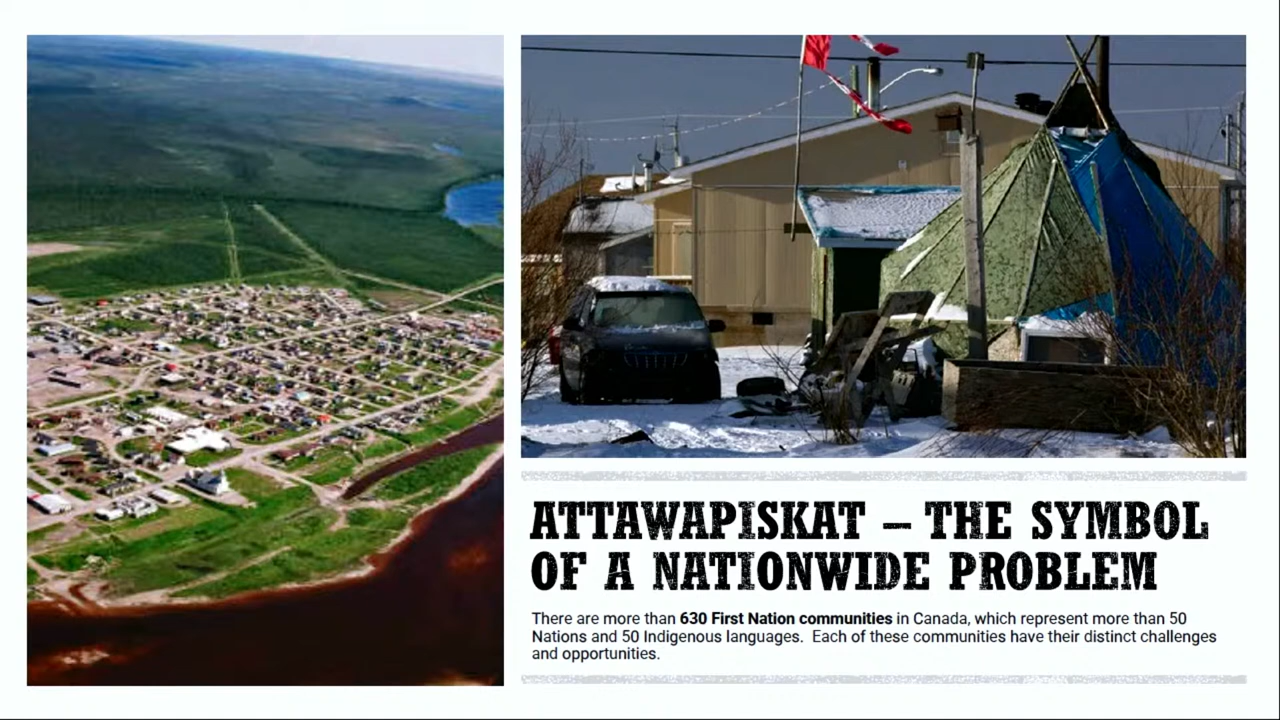 ATTAWAPISKAT – THE SYMBOL
OF A NATIONWIDE PROBLEM
There are more than 630 First Nation communities in Canada, which represent more than 50
Nations and 50 Indigenous languages.  Each of these communities have their distinct challenges
and opportunities.